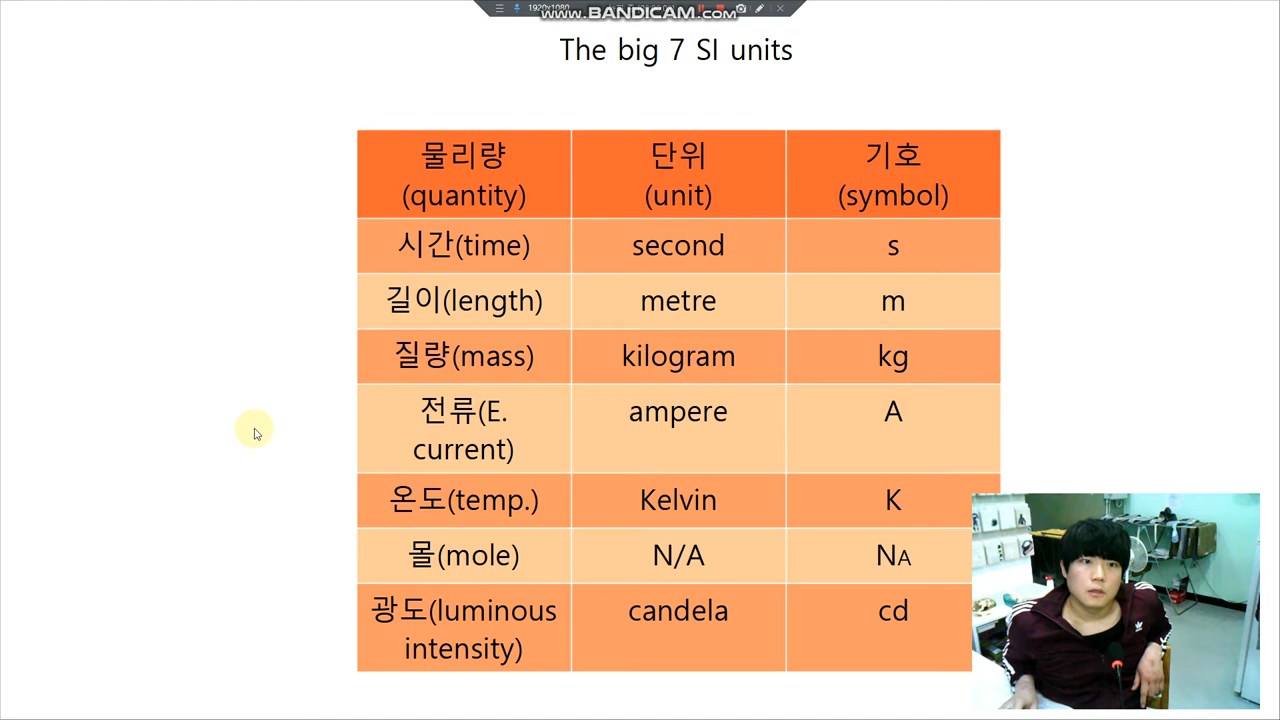 1920x1080
www.BANDICAM.com
The big 7 SI units
물리량 단위 기호
(quantity) (unit) (symbol)
시간(time) second s
길이(length) metre m
질량(mass) kilogram kg
전류(E. ampere A
current)
온도(temp.) Kelvin K
몰(mole) N/A NA
광도(luminous candela cd
intensity)